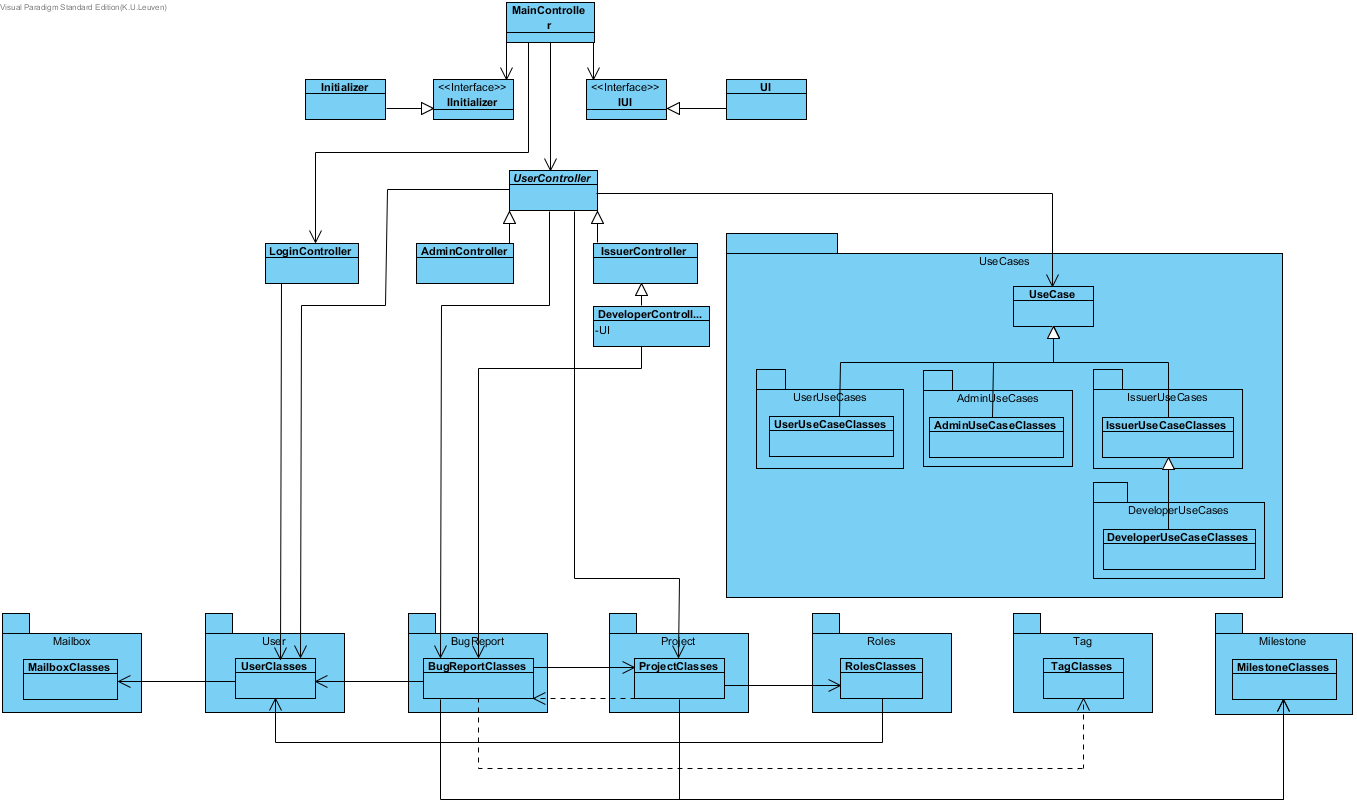 Visual Paradigm Standard Edition(K.U.Leuven)
MainControlle
r
Initializer
<<Interface>>
IInitializer
<<Interface>>
IUI
UI
UserController
LoginController
AdminController
IssuerController
DeveloperControll...
-UI
UseCases
UseCase
UserUseCases
UserUseCaseClasses
AdminUseCases
AdminUseCaseClasses
IssuerUseCases
IssuerUseCaseClasses
DeveloperUseCases
DeveloperUseCaseClasses
Mailbox
MailboxClasses
User
UserClasses
BugReport
BugReportClasses
Project
ProjectClasses
Roles
RolesClasses
Tag
TagClasses
Milestone
MilestoneClasses